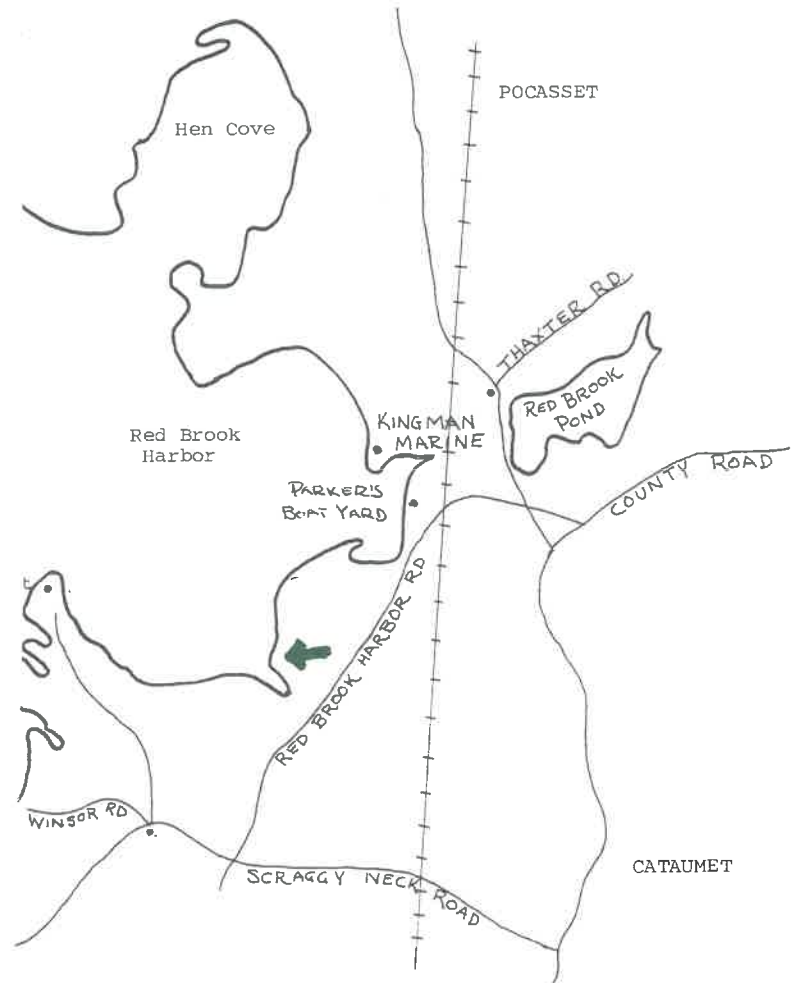 POCASSET
Hen Cove
THAXTER RD.
RED BROOK
POND
KINGMAN
MARINE
Red Brook
Harbor
COUNTY ROAD
PARKER'S
BOAT YARD
RED BROOK HARBOR RD
WINSOR RD
SCRAGGY NECK ROAD
CATAUMET